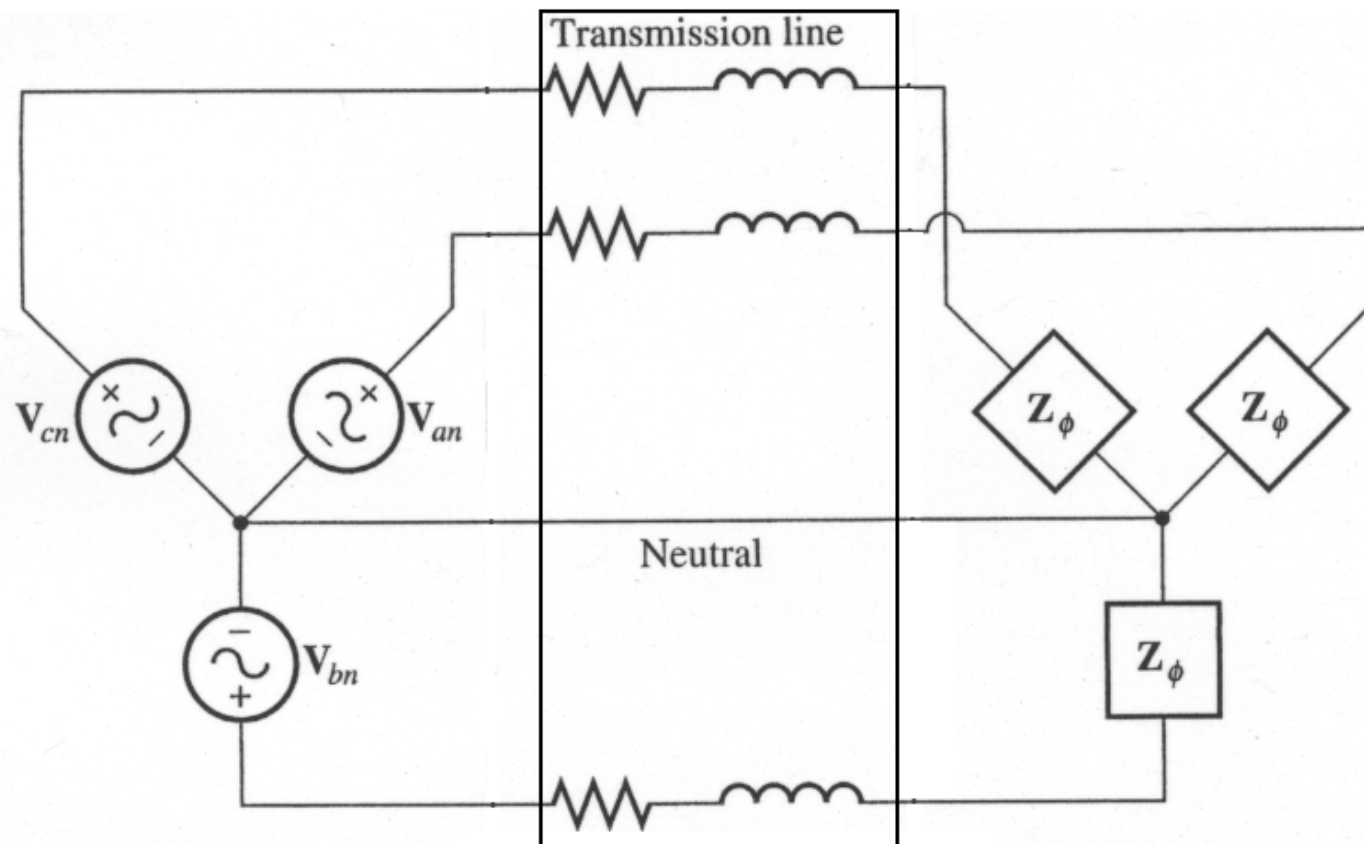 Transmission line
V_cn
V_an
Z_ϕ
Z_ϕ
Neutral
V_bn
Z_ϕ